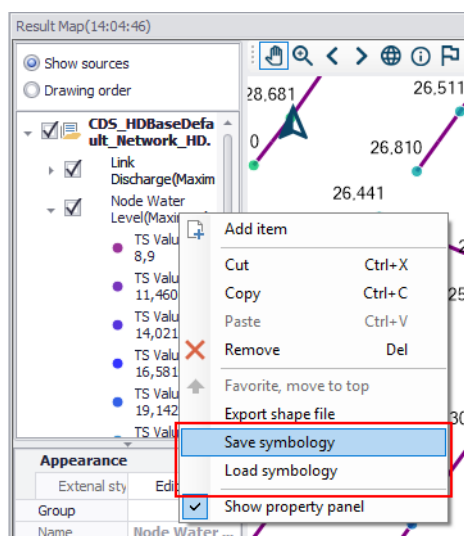 Result Map(14:04:46)
Show sources
Drawing order
CDS_HDBaseDefa
ult_Network_HD.
Link
Discharge(Maxim
Node Water
TS Valu
8,9
TS Valu
11,460
TS Valu
14,021
TS Valu
16,581
TS Valu
19,142
TS Valu
28,681
26,511
0
26,810
26,441
Add item
Cut Ctrl+X
Copy Ctrl+C
Paste Ctrl+V
Remove Del
Favorite, move to top
Export shape file
Save symbology
Load symbology
Show property panel
25
30
Appearance
Extenal sty Edi
Group
Name Node Water ...